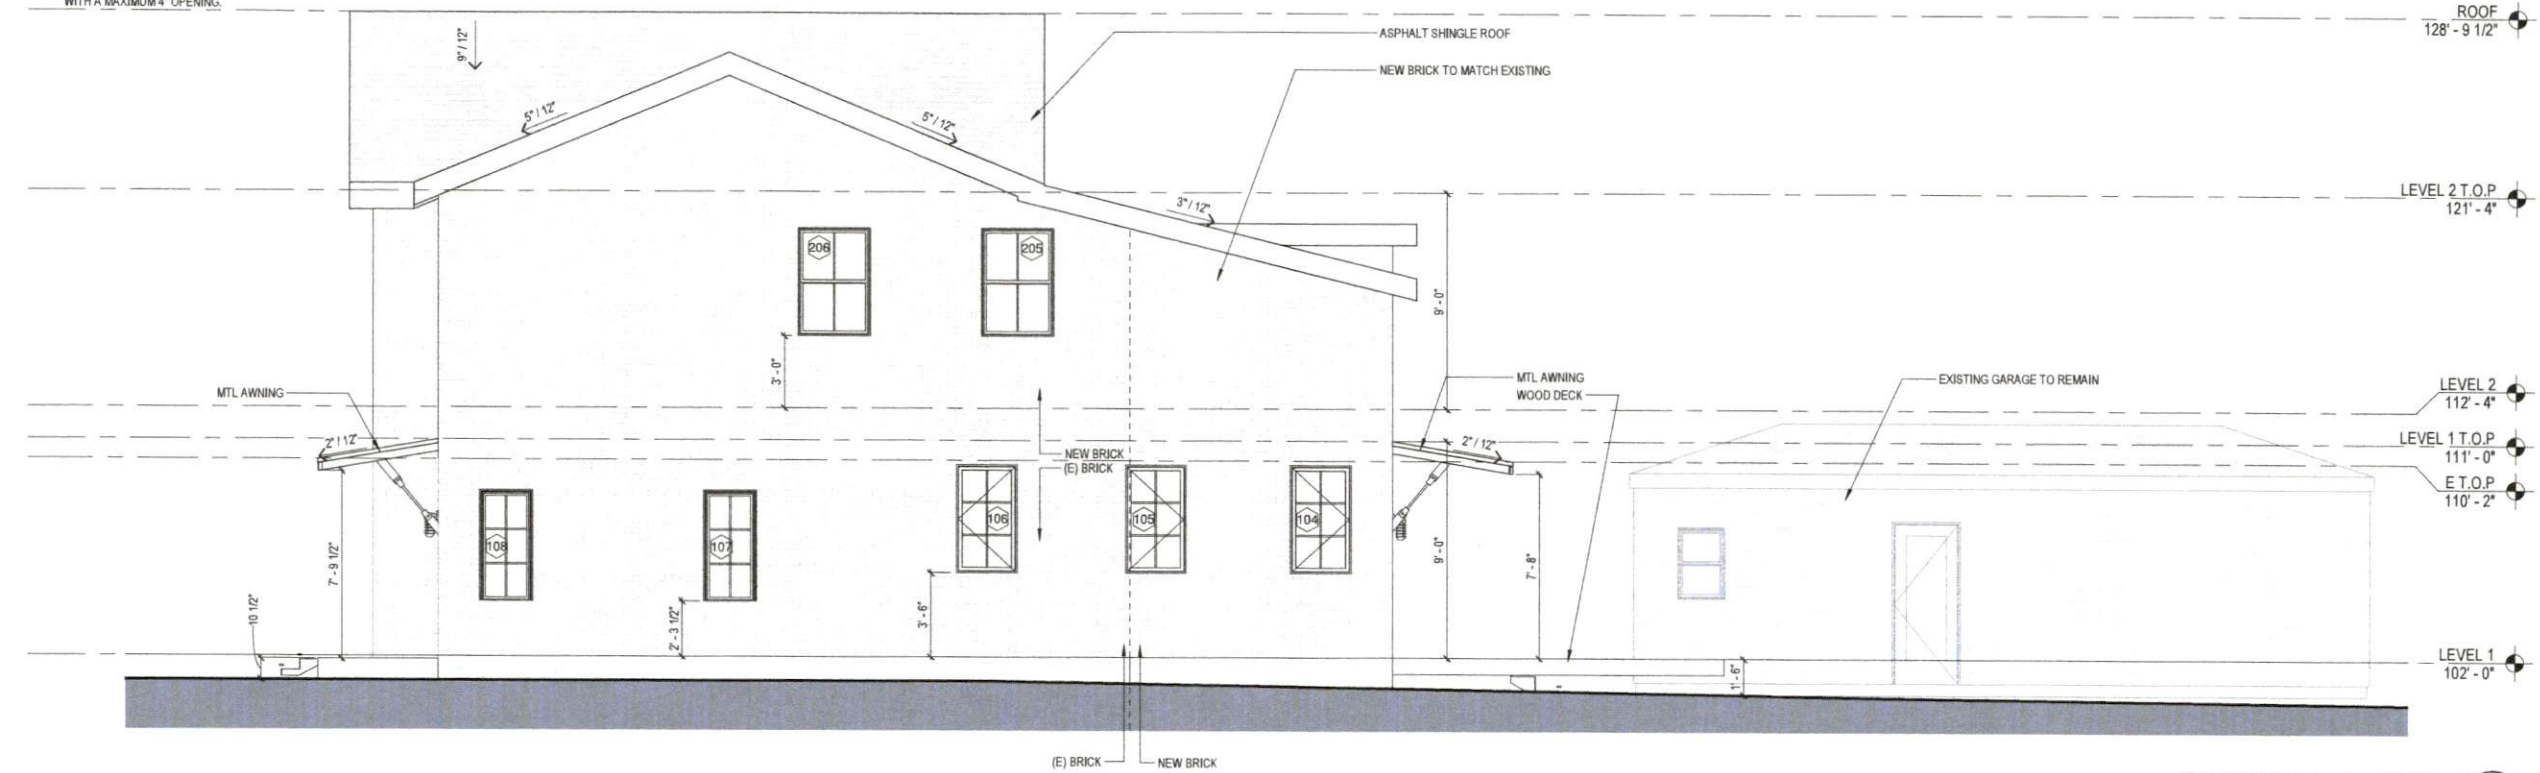 WITH A MAXIMUM 4" OPENING.
ROOF
128' - 9 1/2"
9" / 12"
ASPHALT SHINGLE ROOF
NEW BRICK TO MATCH EXISTING
5" / 12"
5" / 12"
LEVEL 2 T.O.P
121' - 4"
3" / 12"
206
205
9' - 0"
3' - 0"
MTL AWNING
MTL AWNING
WOOD DECK
EXISTING GARAGE TO REMAIN
LEVEL 2
112' - 4"
2" / 12"
2" / 12"
LEVEL 1 T.O.P
111' - 0"
NEW BRICK
(E) BRICK
E T.O.P
110' - 2"
108
107
106
105
104
7' - 9 1/2"
9' - 0"
7' - 8"
10 1/2"
2' - 3 1/2"
3' - 6"
LEVEL 1
102' - 0"
1' - 6"
(E) BRICK
NEW BRICK